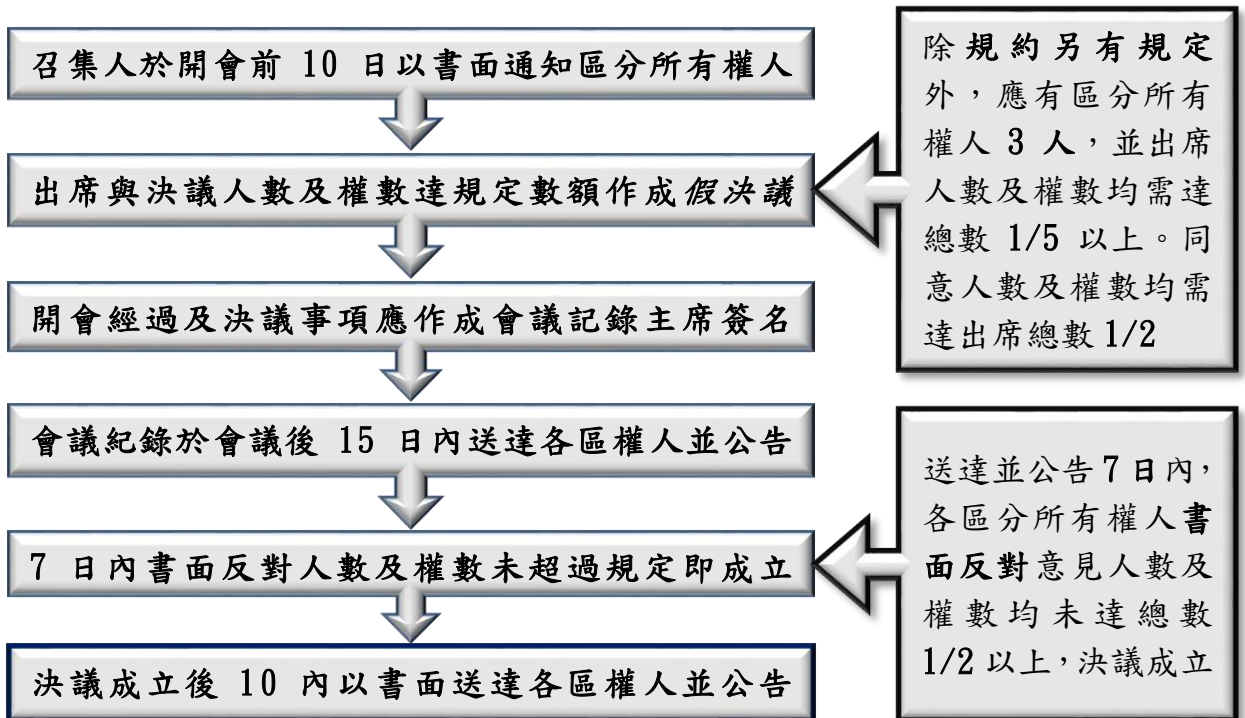 召集人於開會前 10 日以書面通知區分所有權人
出席與決議人數及權數達規定數額作成假決議
開會經過及決議事項應作成會議記錄主席簽名
會議紀錄於會議後 15 日內送達各區權人並公告
7 日內書面反對人數及權數未超過規定即成立
決議成立後 10 內以書面送達各區權人並公告
除規約另有規定
外，應有區分所有
權人 3 人，並出席
人數及權數均需達
總數 1/5 以上。同
意人數及權數均需
達出席總數 1/2
送達並公告 7 日內，
各區分所有權人書
面反對意見人數及
權數均未達總數
1/2 以上，決議成立